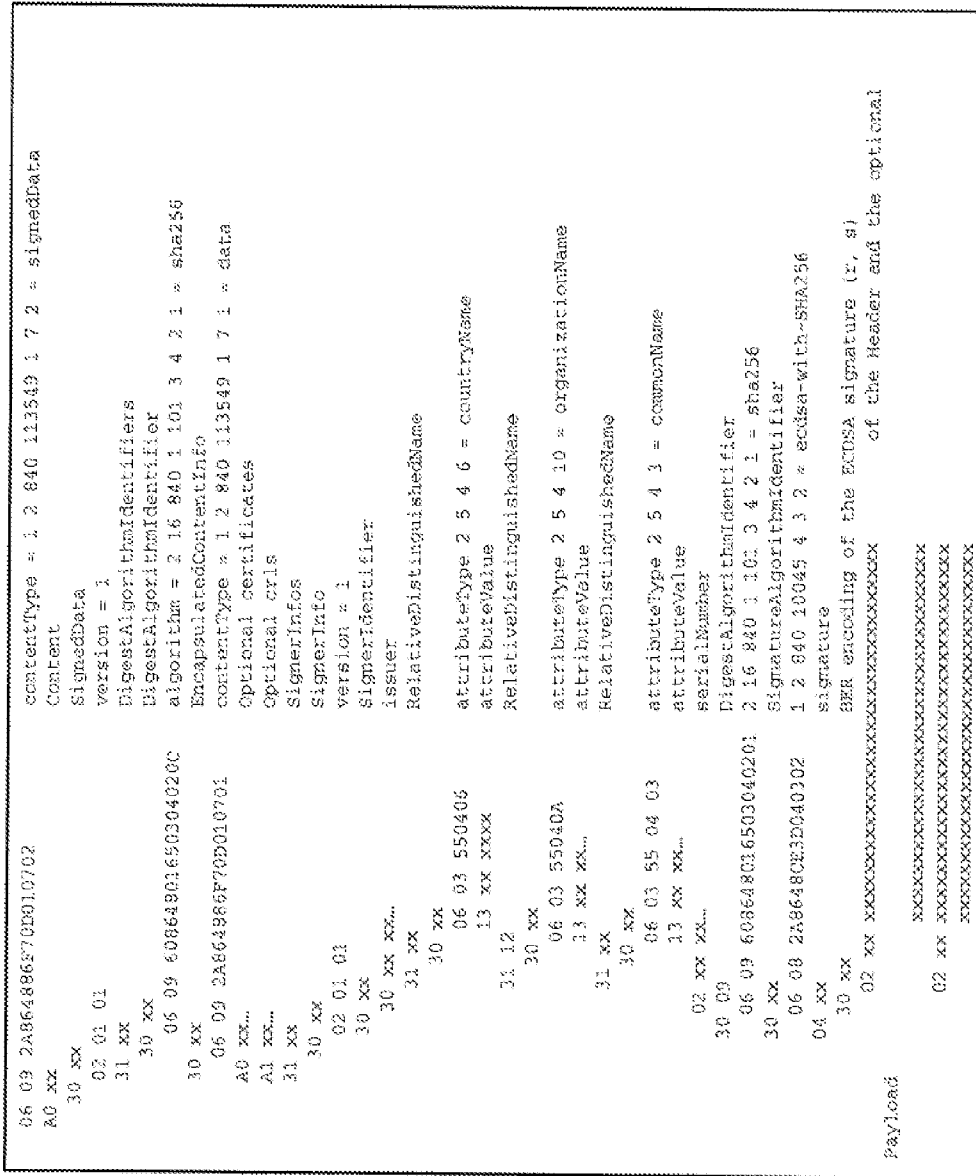 06 09 2A864886F70D010702 contentType = 1 2 840 113549 1 7 2 = signedData
A0 xx Content
30 xx SignedData
02 01 01 version = 1
31 xx DigestAlgorithmIdentifiers
30 xx DigestAlgorithmIdentifier
06 09 60864801650304020C algorithm = 2 16 840 1 101 3 4 2 1 = sha256
30 xx EncapsulatedContentInfo
06 09 2A864886F70D010701 contentType = 1 2 840 113549 1 7 1 = data
A0 xx… Optional certificates
A1 xx… Optional crls
31 xx SignerInfos
30 xx SignerInfo
02 01 01 version = 1
30 xx SignerIdentifier
30 xx xx… issuer
31 xx RelativeDistinguishedName
30 xx
06 03 550406 attributeType 2 5 4 6 = countryName
13 xx xxxx attributeValue
31 12 RelativeDistinguishedName
30 xx
06 03 55040A attributeType 2 5 4 10 = organizationName
13 xx xx… attributeValue
31 xx RelativeDistinguishedName
30 xx
06 03 55 04 03 attributeType 2 5 4 3 = commonName
13 xx xx… attributeValue
02 xx xx… serialNumber
30 09 DigestAlgorithmIdentifier
06 09 608648016503040201 2 16 840 1 101 3 4 2 1 = sha256
30 xx SignatureAlgorithmIdentifier
06 08 2A8648CE3D040302 1 2 840 10045 4 3 2 = ecdsa-with-SHA256
04 xx signature
30 xx BER encoding of the ECDSA signature (r, s)
02 xx xxxxxxxxxxxxxxxxxxxxxxxxxxxxxxxx of the Header and the optional
Payload
xxxxxxxxxxxxxxxxxxxxxxxxxxxxxxxx
02 xx xxxxxxxxxxxxxxxxxxxxxxxxxxxxxxxx
xxxxxxxxxxxxxxxxxxxxxxxxxxxxxxxx